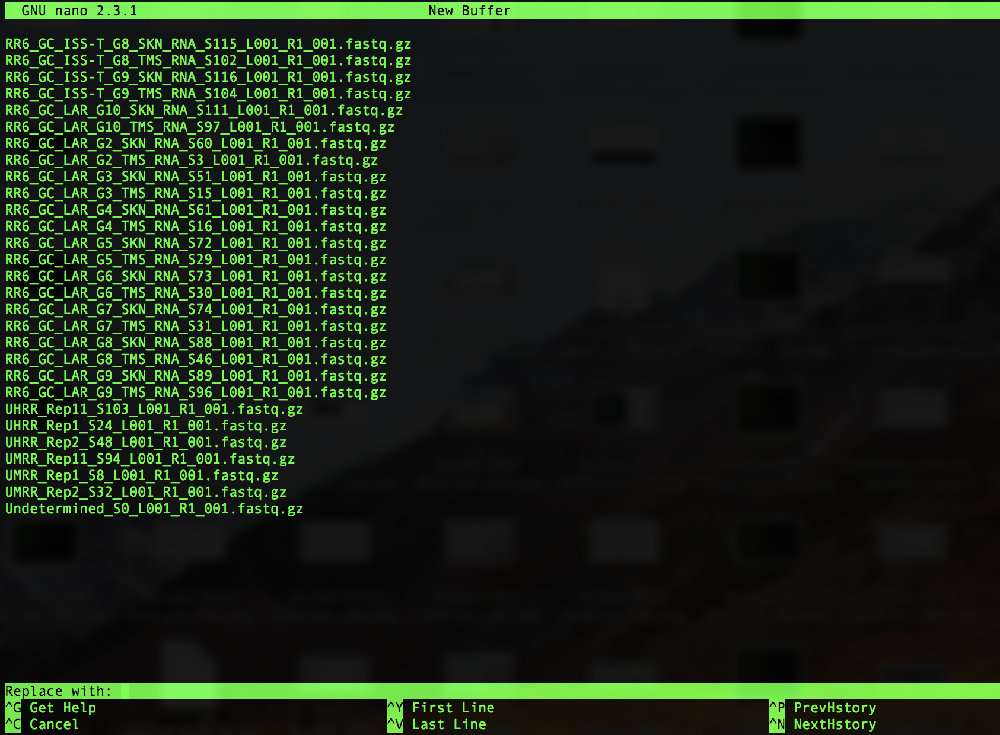 GNU nano 2.3.1 New Buffer
RR6_GC_ISS-T_G8_SKN_RNA_S115_L001_R1_001.fastq.gz
RR6_GC_ISS-T_G8_TMS_RNA_S102_L001_R1_001.fastq.gz
RR6_GC_ISS-T_G9_SKN_RNA_S116_L001_R1_001.fastq.gz
RR6_GC_ISS-T_G9_TMS_RNA_S104_L001_R1_001.fastq.gz
RR6_GC_LAR_G10_SKN_RNA_S111_L001_R1_001.fastq.gz
RR6_GC_LAR_G10_TMS_RNA_S97_L001_R1_001.fastq.gz
RR6_GC_LAR_G2_SKN_RNA_S60_L001_R1_001.fastq.gz
RR6_GC_LAR_G2_TMS_RNA_S3_L001_R1_001.fastq.gz
RR6_GC_LAR_G3_SKN_RNA_S51_L001_R1_001.fastq.gz
RR6_GC_LAR_G3_TMS_RNA_S15_L001_R1_001.fastq.gz
RR6_GC_LAR_G4_SKN_RNA_S61_L001_R1_001.fastq.gz
RR6_GC_LAR_G4_TMS_RNA_S16_L001_R1_001.fastq.gz
RR6_GC_LAR_G5_SKN_RNA_S72_L001_R1_001.fastq.gz
RR6_GC_LAR_G5_TMS_RNA_S29_L001_R1_001.fastq.gz
RR6_GC_LAR_G6_SKN_RNA_S73_L001_R1_001.fastq.gz
RR6_GC_LAR_G6_TMS_RNA_S30_L001_R1_001.fastq.gz
RR6_GC_LAR_G7_SKN_RNA_S74_L001_R1_001.fastq.gz
RR6_GC_LAR_G7_TMS_RNA_S31_L001_R1_001.fastq.gz
RR6_GC_LAR_G8_SKN_RNA_S88_L001_R1_001.fastq.gz
RR6_GC_LAR_G8_TMS_RNA_S46_L001_R1_001.fastq.gz
RR6_GC_LAR_G9_SKN_RNA_S89_L001_R1_001.fastq.gz
RR6_GC_LAR_G9_TMS_RNA_S96_L001_R1_001.fastq.gz
UHRR_Rep11_S103_L001_R1_001.fastq.gz
UHRR_Rep1_S24_L001_R1_001.fastq.gz
UHRR_Rep2_S48_L001_R1_001.fastq.gz
UMRR_Rep11_S94_L001_R1_001.fastq.gz
UMRR_Rep1_S8_L001_R1_001.fastq.gz
UMRR_Rep2_S32_L001_R1_001.fastq.gz
Undetermined_S0_L001_R1_001.fastq.gz
Replace with:
^G Get Help ^Y First Line ^P PrevHstory
^C Cancel ^V Last Line ^N NextHstory